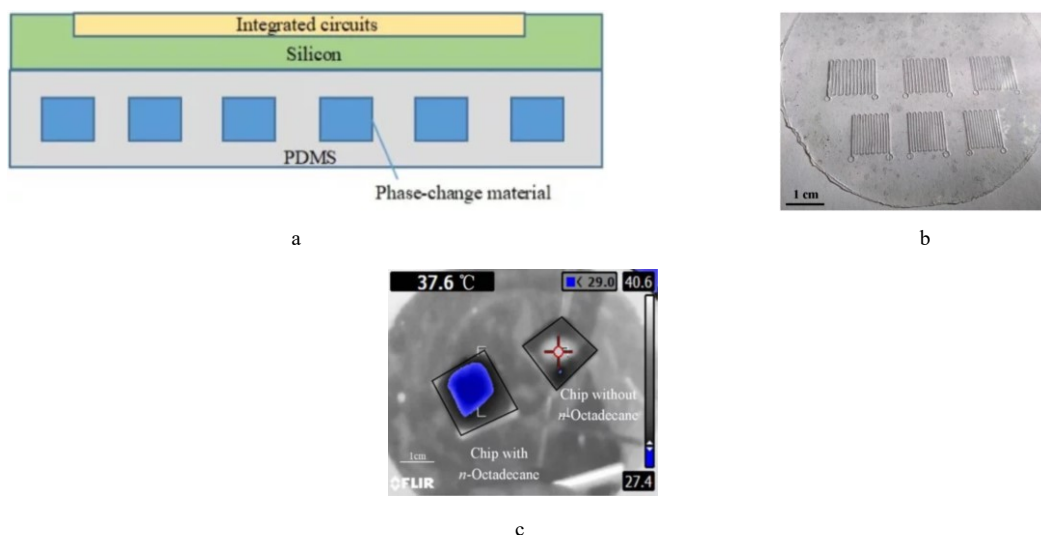 Integrated circuits
Silicon
PDMS
Phase-change material
a
1 cm
b
37.6 ℃
< 29.0
40.6
Chip without
n-Octadecane
1cm
Chip with
n-Octadecane
FLIR
27.4
c